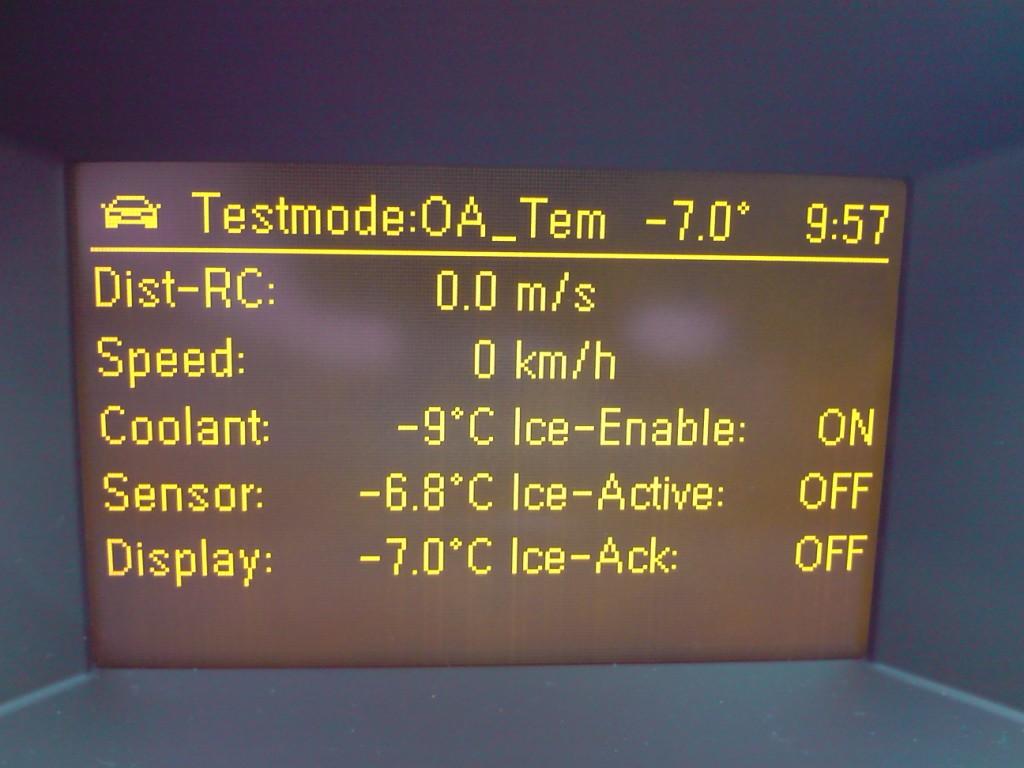 Testmode:OA_Tem -7.0° 9:57
Dist-RC: 0.0 m/s
Speed: 0 km/h
Coolant: -9°C Ice-Enable: ON
Sensor: -6.8°C Ice-Active: OFF
Display: -7.0°C Ice-Ack: OFF